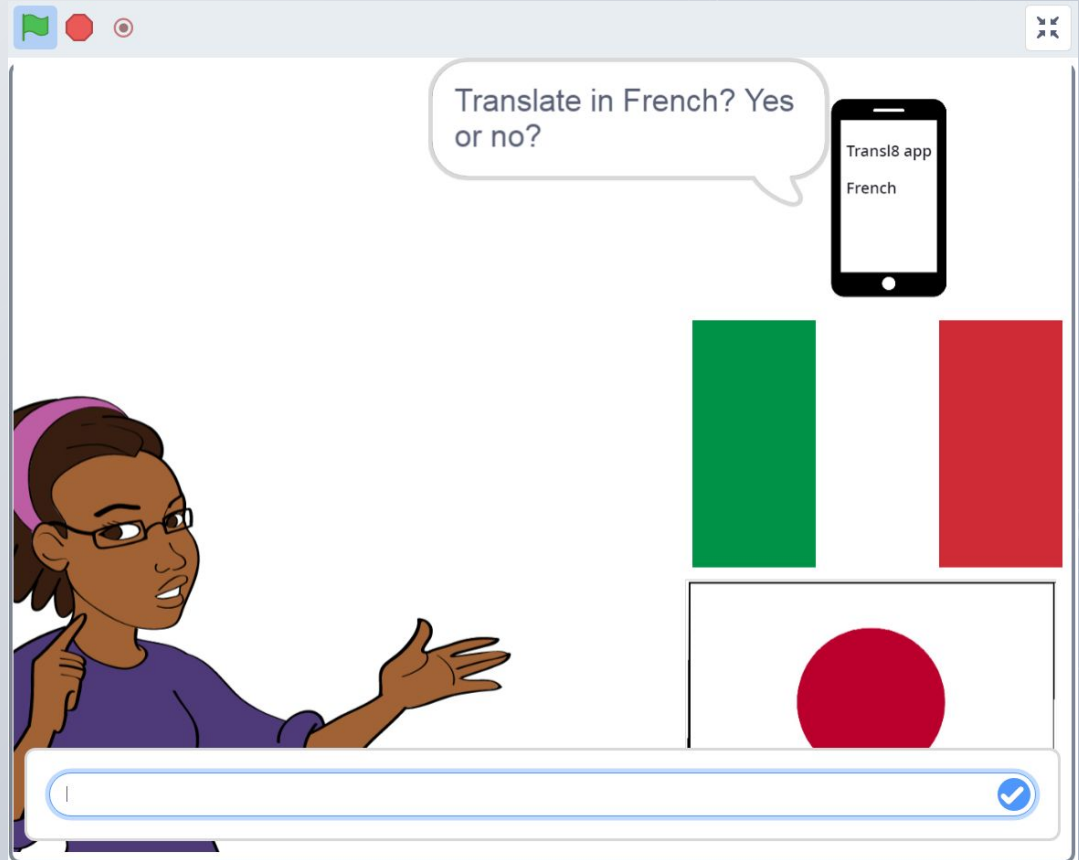 Translate in French? Yes
or no?
Transl8 app
French